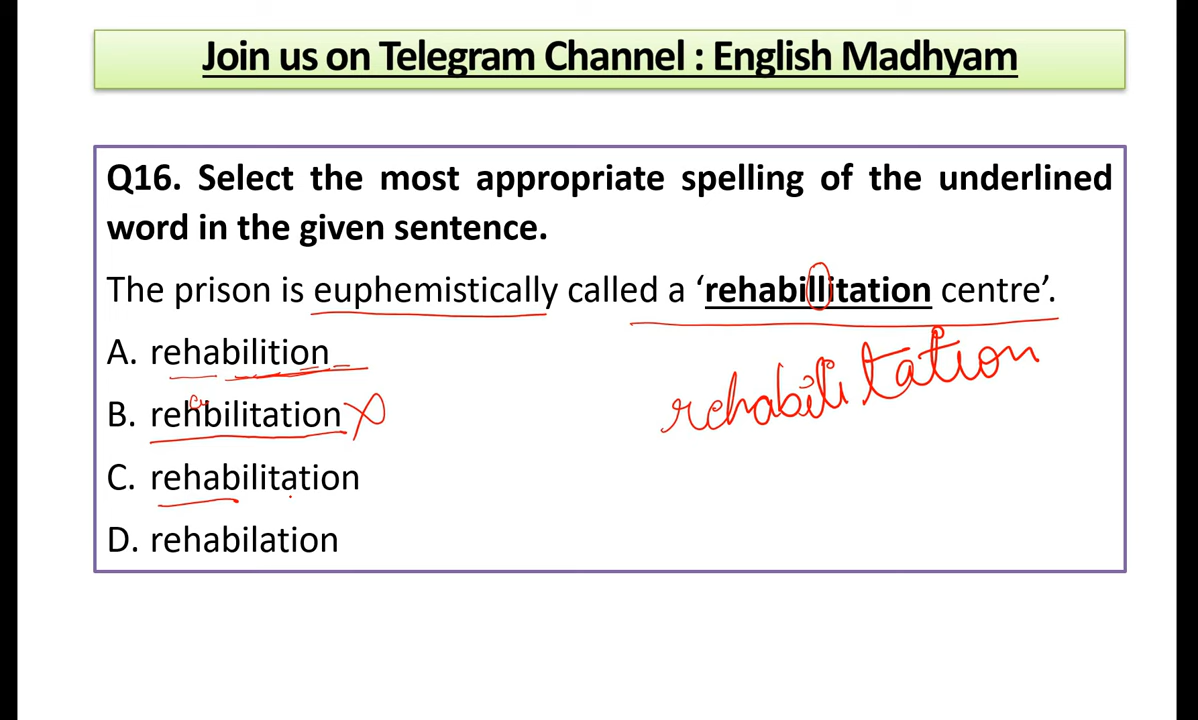 Join us on Telegram Channel : English Madhyam
Q16. Select the most appropriate spelling of the underlined
word in the given sentence.
The prison is euphemistically called a ‘rehabillitation centre’.
A. rehabilition
B. rehbilitation
a
C. rehabilitation
D. rehabilation
rehabilitation